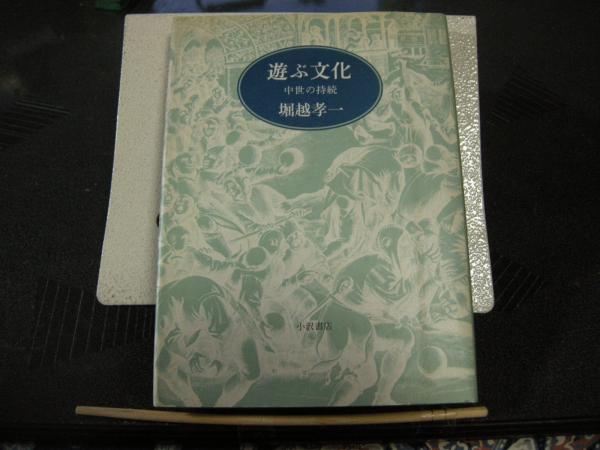 遊ぶ文化
中世の持続
堀越孝一
小沢書店